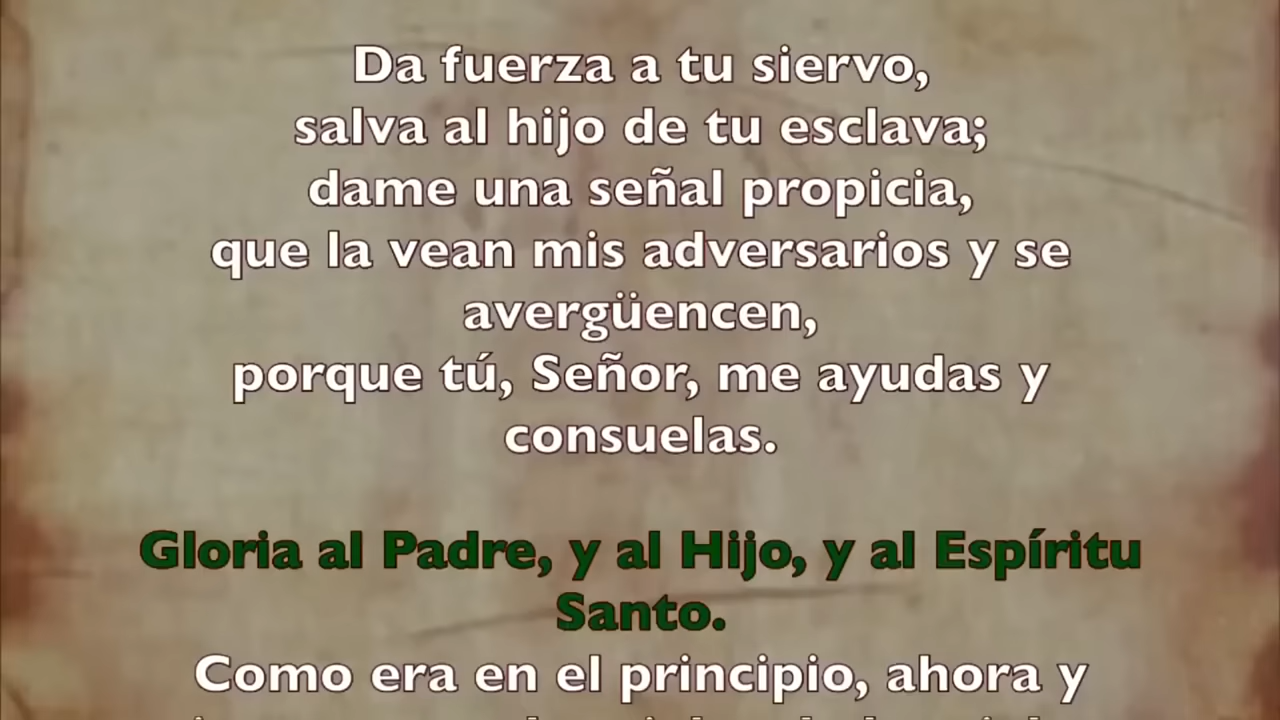 Da fuerza a tu siervo,
salva al hijo de tu esclava;
dame una señal propicia,
que la vean mis adversarios y se
avergüencen,
porque tú, Señor, me ayudas y
consuelas.
Gloria al Padre, y al Hijo, y al Espíritu
Santo.
Como era en el principio, ahora y